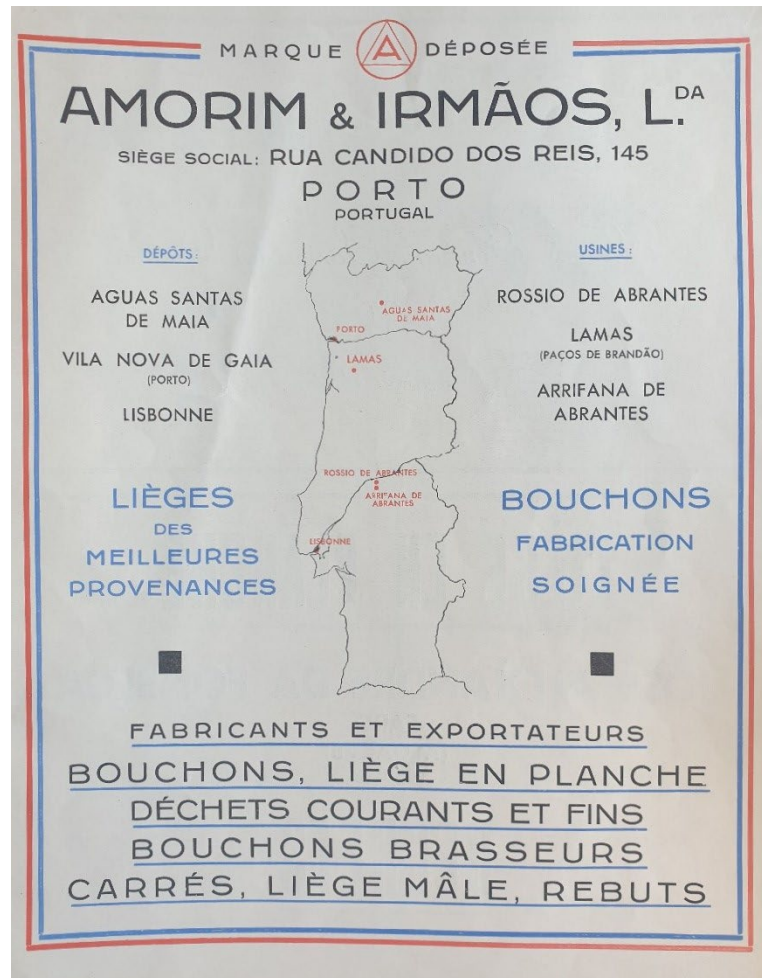 MARQUE A DÉPOSÉE
AMORIM & IRMÃOS, L.DA
SIÈGE SOCIAL: RUA CANDIDO DOS REIS, 145
PORTO
PORTUGAL
DÉPÔTS:
AGUAS SANTAS
DE MAIA
VILA NOVA DE GAIA
(PORTO)
LISBONNE
USINES:
ROSSIO DE ABRANTES
LAMAS
(PAÇOS DE BRANDÃO)
ARRIFANA DE
ABRANTES
AGUAS SANTAS
DE MAIA
PORTO
LAMAS
ROSSIO DE ABRANTES
ARRIFANA DE
ABRANTES
LISBONNE
LIÈGES
DES
MEILLEURES
PROVENANCES
BOUCHONS
FABRICATION
SOIGNÉE
FABRICANTS ET EXPORTATEURS
BOUCHONS, LIÈGE EN PLANCHE
DÉCHETS COURANTS ET FINS
BOUCHONS BRASSEURS
CARRÉS, LIÈGE MÂLE, REBUTS